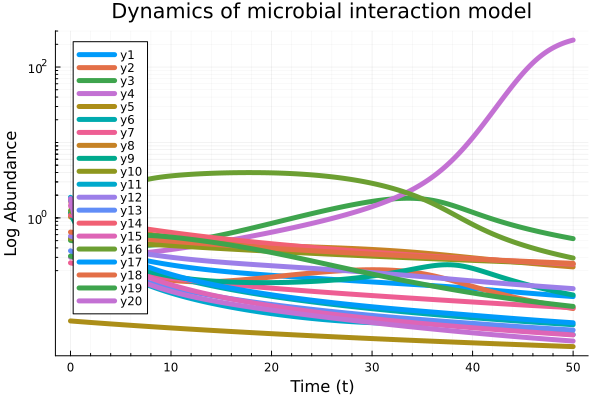 Dynamics of microbial interaction model
Log Abundance
10²
10⁰
y1
y2
y3
y4
y5
y6
y7
y8
y9
y10
y11
y12
y13
y14
y15
y16
y17
y18
y19
y20
0 10 20 30 40 50
Time (t)